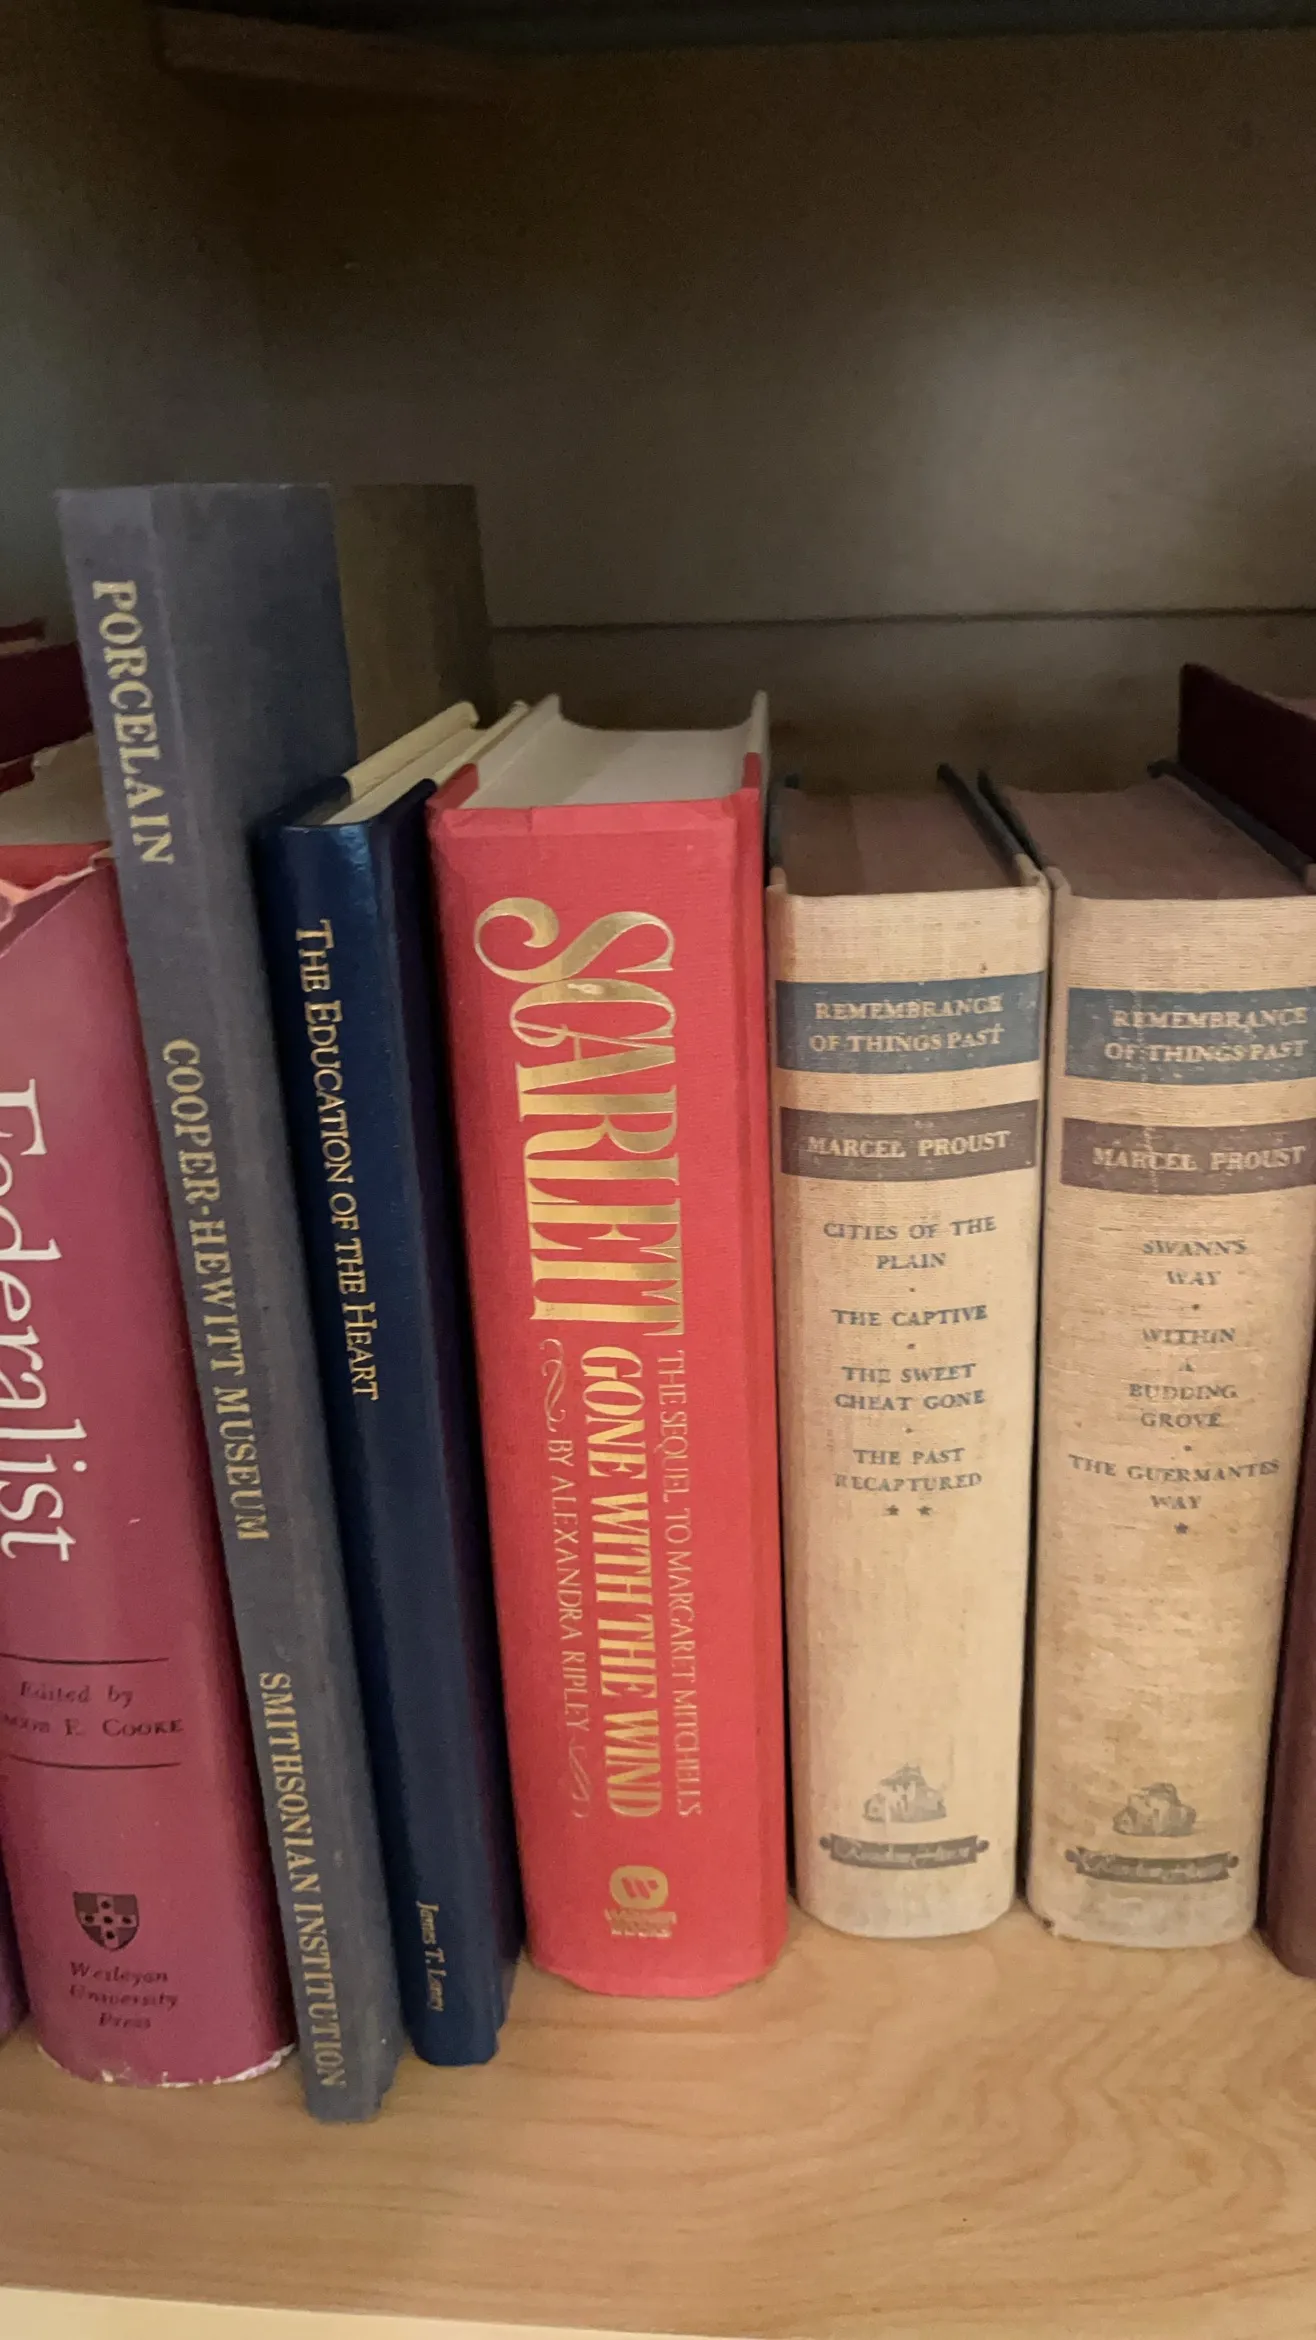 Federalist
Edited by
E. COOKE
Wesleyan
University
Press
PORCELAIN
COOPER-HEWITT MUSEUM
SMITHSONIAN INSTITUTION
THE EDUCATION OF THE HEART
James T. Laney
SCARLETT
THE SEQUEL TO MARGARET MITCHELL'S
GONE WITH THE WIND
BY ALEXANDRA RIPLEY
REMEMBRANCE
OF THINGS PAST
MARCEL PROUST
CITIES OF THE
PLAIN
THE CAPTIVE
THE SWEET
CHEAT GONE
THE PAST
RECAPTURED
REMEMBRANCE
OF THINGS PAST
MARCEL PROUST
SWANN'S
WAY
WITHIN
A
BUDDING
GROVE
THE GUERMANTES
WAY